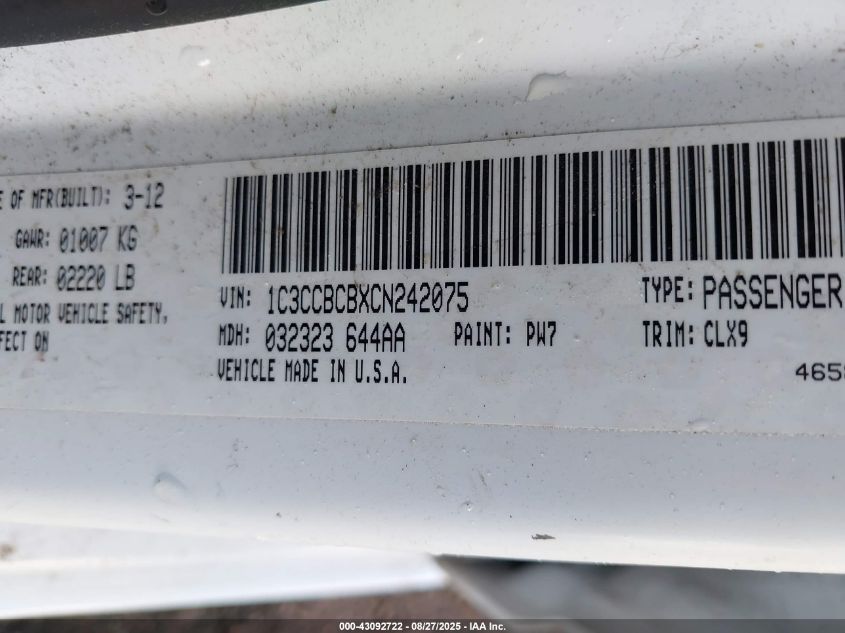 E OF MFR(BUILT): 3-12
GAWR: 01007 KG
REAR: 02220 LB
L MOTOR VEHICLE SAFETY,
FECT ON
VIN: 1C3CCBCBXCN242075
TYPE: PASSENGER
MDH: 032323 644AA
PAINT: PW7
TRIM: CLX9
VEHICLE MADE IN U.S.A.
465
000-43092722 - 08/27/2025 - IAA Inc.